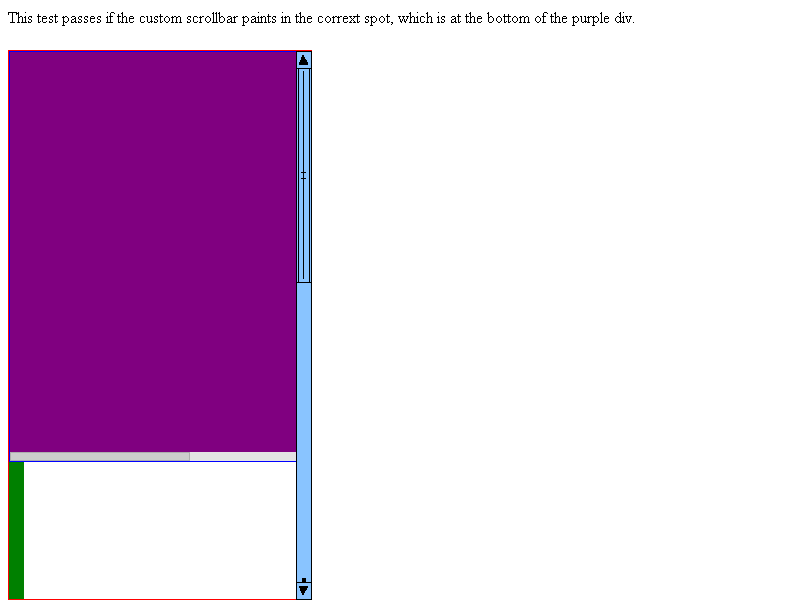 This test passes if the custom scrollbar paints in the corrext spot, which is at the bottom of the purple div.